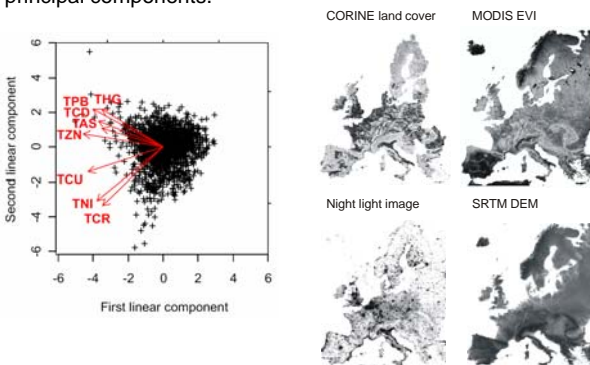 principal components.
CORINE land cover
MODIS EVI
6
4
2
0
-2
-4
-6
Second linear component
TPB
THG
TCD
TAS
TZN
TCU
TNI
TCR
-6 -4 -2 0 2 4 6
First linear component
Night light image
SRTM DEM